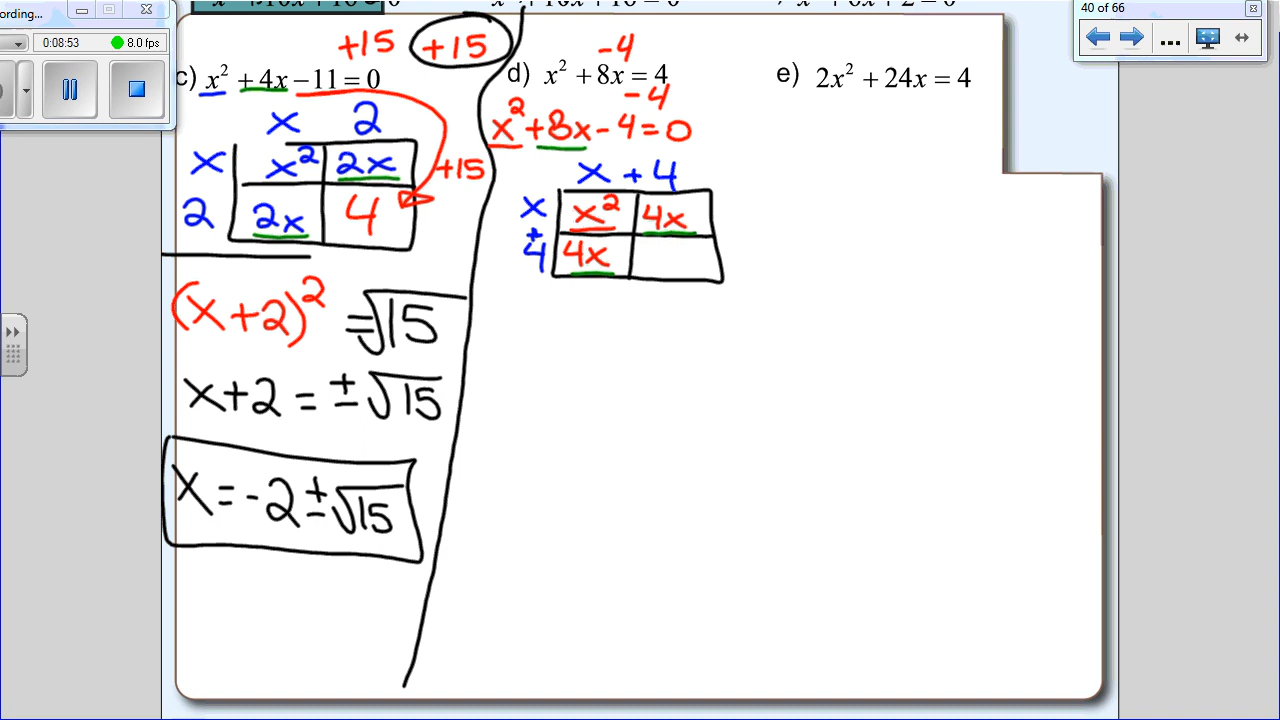 ording...
0:08:53 8.0 fps
40 of 66
+15 +15
c) x² + 4x − 11 = 0
x 2
x x² 2x +15
2 2x 4
(x+2)² = √15
x+2 = ± √15
x = -2 ± √15
-4
d) x² + 8x = 4
-4
x² + 8x - 4 = 0
x + 4
x x² 4x
+
4 4x
e) 2x² + 24x = 4